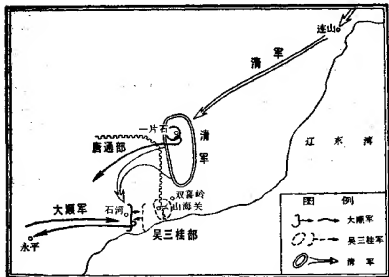 连山
清军
一片石
清军
唐通部
辽东湾
双喜岭
山海关
大顺军
石河
吴三桂部
永平
图例
大顺军
吴三桂军
清军